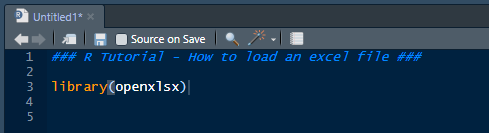 Untitled1*
Source on Save
1 ### R Tutorial - How to load an excel file ###
2
3 library(openxlsx)
4
5